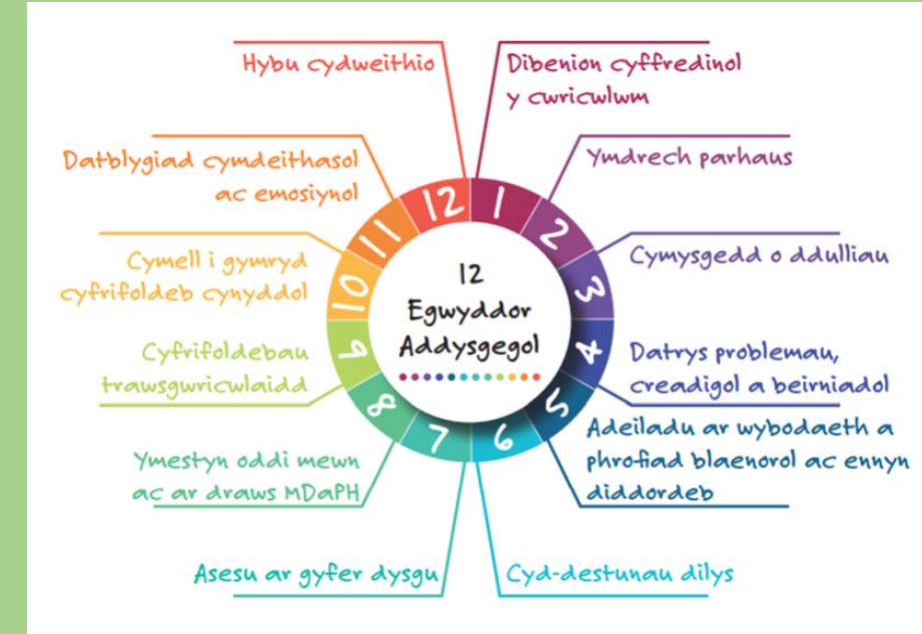 12
Egwyddor
Addysgegol
1
Dibenion cyffredinol
y cwricwlwm
2
Ymdrech parhaus
3
Cymysgedd o ddulliau
4
Datrys problemau,
creadigol a beirniadol
5
Adeiladu ar wybodaeth a
phrofiad blaenorol ac ennyn
diddordeb
6
Cyd-destunau dilys
7
Asesu ar gyfer dysgu
8
Ymestyn oddi mewn
ac ar draws MDaPH
9
Cyfrifoldebau
trawsgwricwlaidd
10
Cymell i gymryd
cyfrifoldeb cynyddol
11
Datblygiad cymdeithasol
ac emosiynol
12
Hybu cydweithio